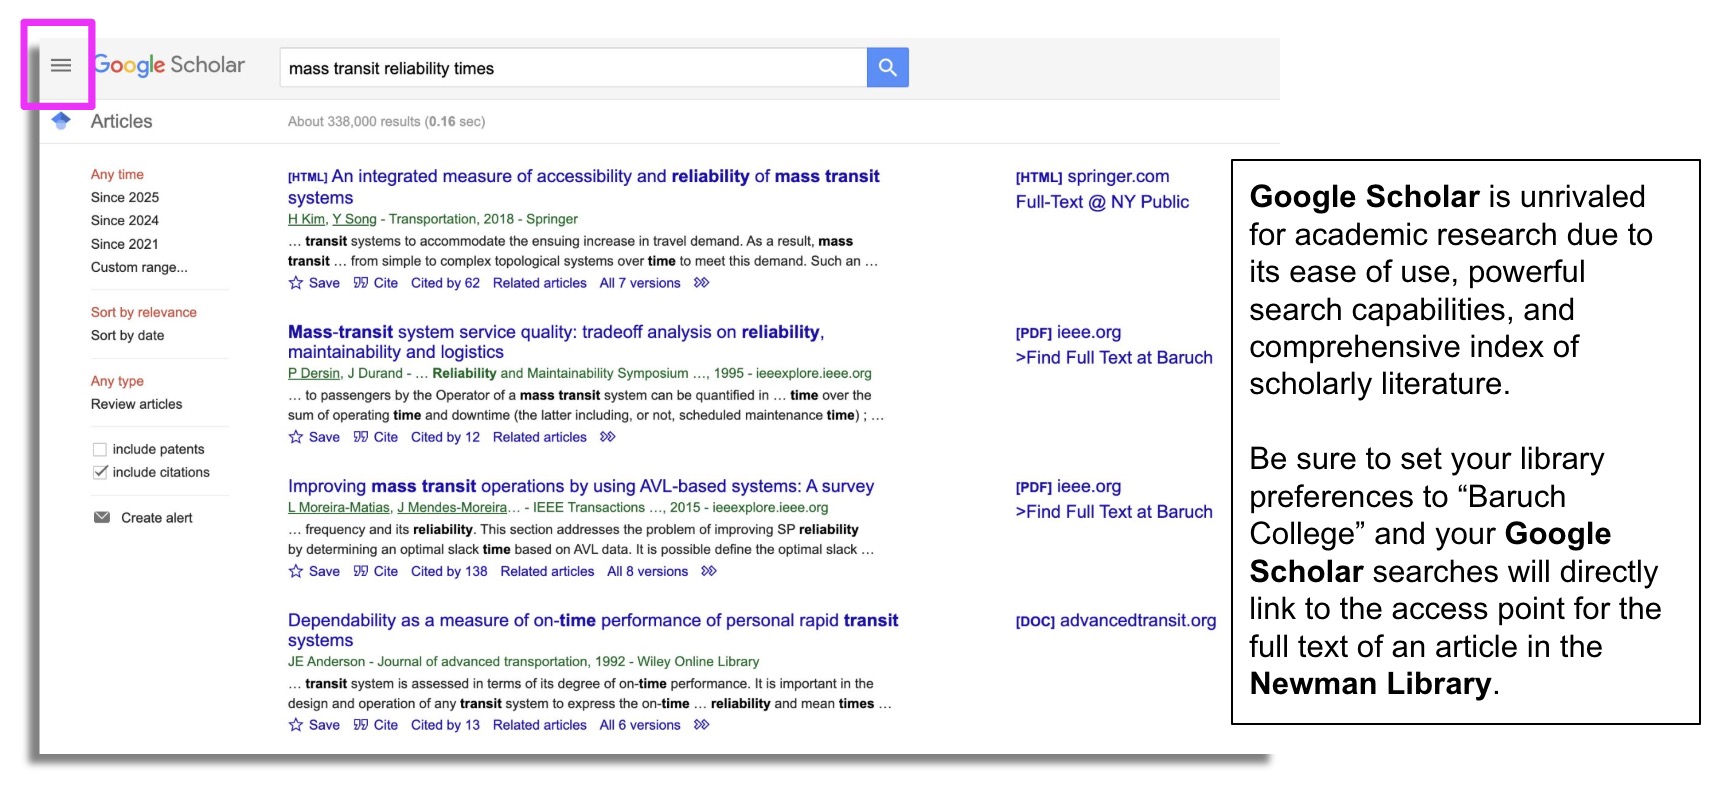 Google Scholar
mass transit reliability times
Articles
About 338,000 results (0.16 sec)
Any time
Since 2025
Since 2024
Since 2021
Custom range...
Sort by relevance
Sort by date
Any type
Review articles
include patents
include citations
Create alert
[HTML] An integrated measure of accessibility and reliability of mass transit
systems
H Kim, Y Song - Transportation, 2018 - Springer
… transit systems to accommodate the ensuing increase in travel demand. As a result, mass
transit … from simple to complex topological systems over time to meet this demand. Such an …
Save Cite Cited by 62 Related articles All 7 versions
[HTML] springer.com
Full-Text @ NY Public
Mass-transit system service quality: tradeoff analysis on reliability,
maintainability and logistics
P Dersin, J Durand - … Reliability and Maintainability Symposium …, 1995 - ieeexplore.ieee.org
… to passengers by the Operator of a mass transit system can be quantified in … time over the
sum of operating time and downtime (the latter including, or not, scheduled maintenance time) ; …
Save Cite Cited by 12 Related articles
[PDF] ieee.org
>Find Full Text at Baruch
Improving mass transit operations by using AVL-based systems: A survey
L Moreira-Matias, J Mendes-Moreira… - IEEE Transactions …, 2015 - ieeexplore.ieee.org
… frequency and its reliability. This section addresses the problem of improving SP reliability
by determining an optimal slack time based on AVL data. It is possible define the optimal slack …
Save Cite Cited by 138 Related articles All 8 versions
[PDF] ieee.org
>Find Full Text at Baruch
Dependability as a measure of on-time performance of personal rapid transit
systems
JE Anderson - Journal of advanced transportation, 1992 - Wiley Online Library
… transit system is assessed in terms of its degree of on-time performance. It is important in the
design and operation of any transit system to express the on-time … reliability and mean times …
Save Cite Cited by 13 Related articles All 6 versions
[DOC] advancedtransit.org
Google Scholar is unrivaled
for academic research due to
its ease of use, powerful
search capabilities, and
comprehensive index of
scholarly literature.
Be sure to set your library
preferences to “Baruch
College” and your Google
Scholar searches will directly
link to the access point for the
full text of an article in the
Newman Library.